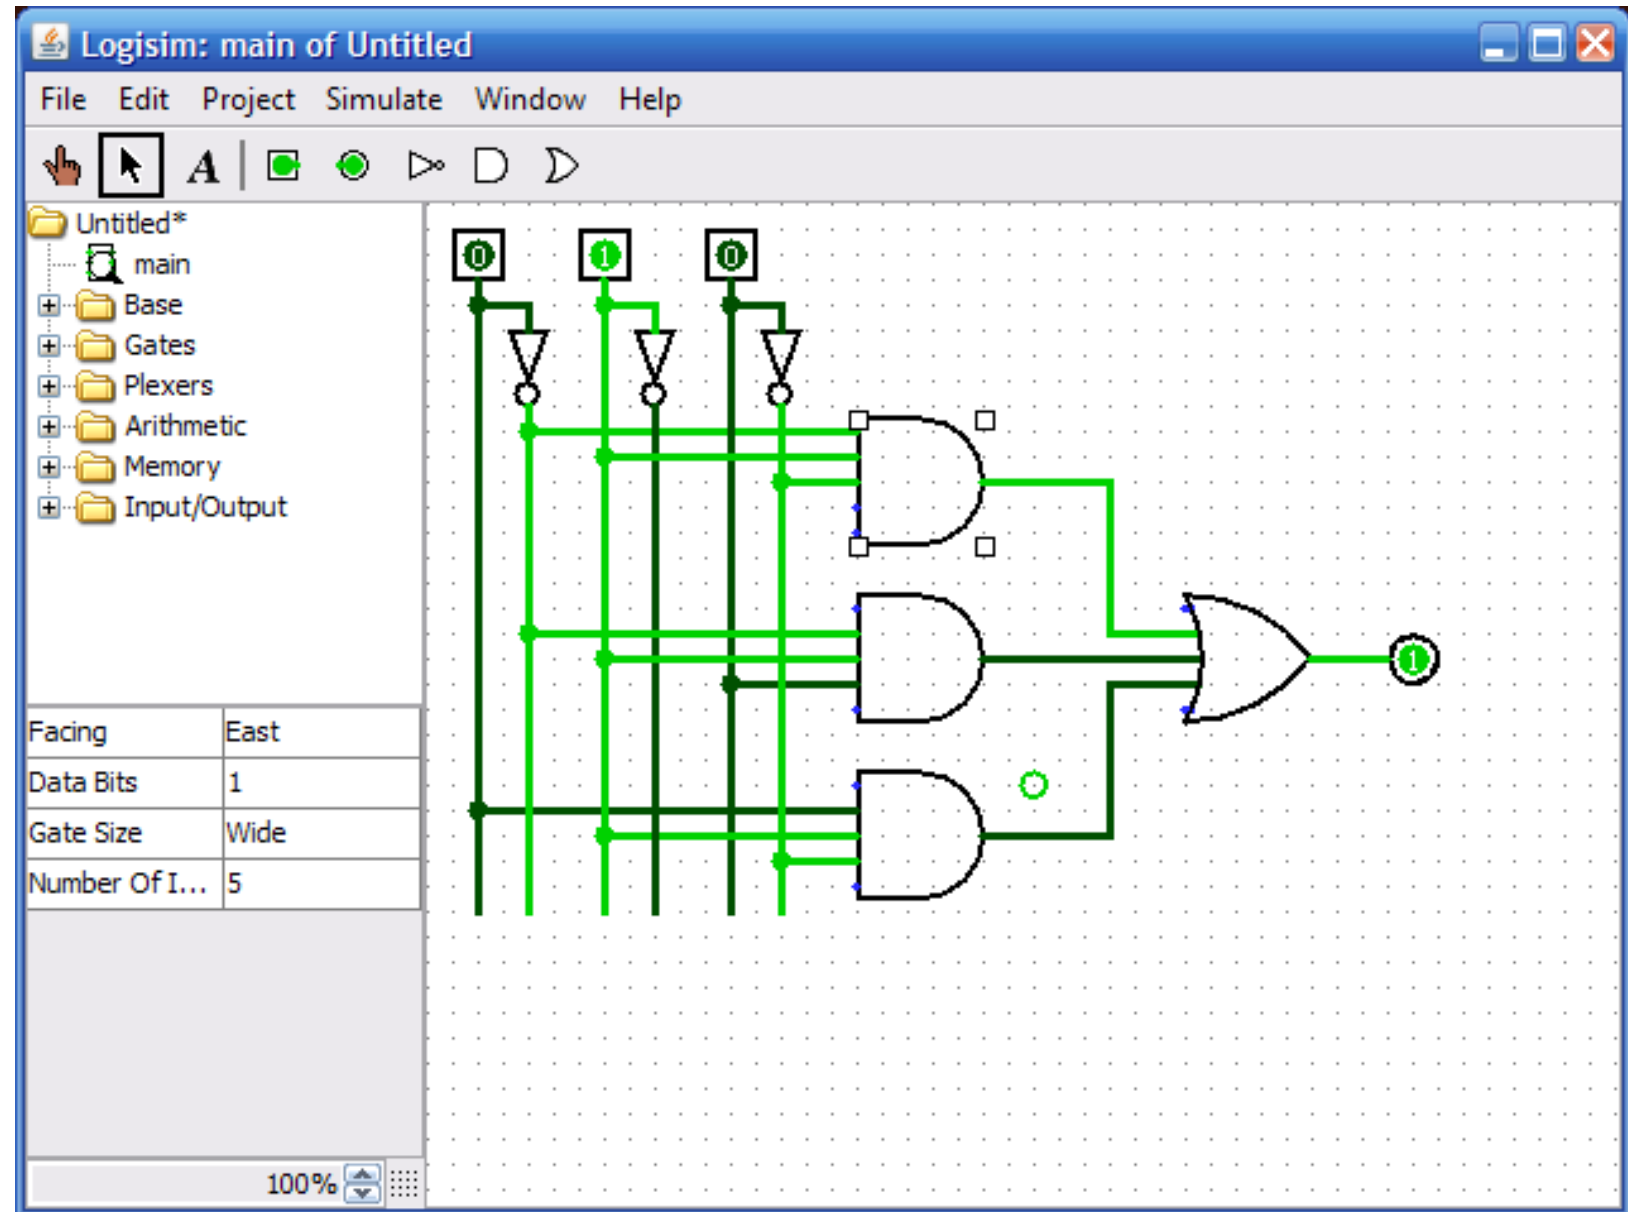 Logisim: main of Untitled
File Edit Project Simulate Window Help
A
Untitled*
main
Base
Gates
Plexers
Arithmetic
Memory
Input/Output
Facing East
Data Bits 1
Gate Size Wide
Number Of I... 5
100%
0 1 0
1